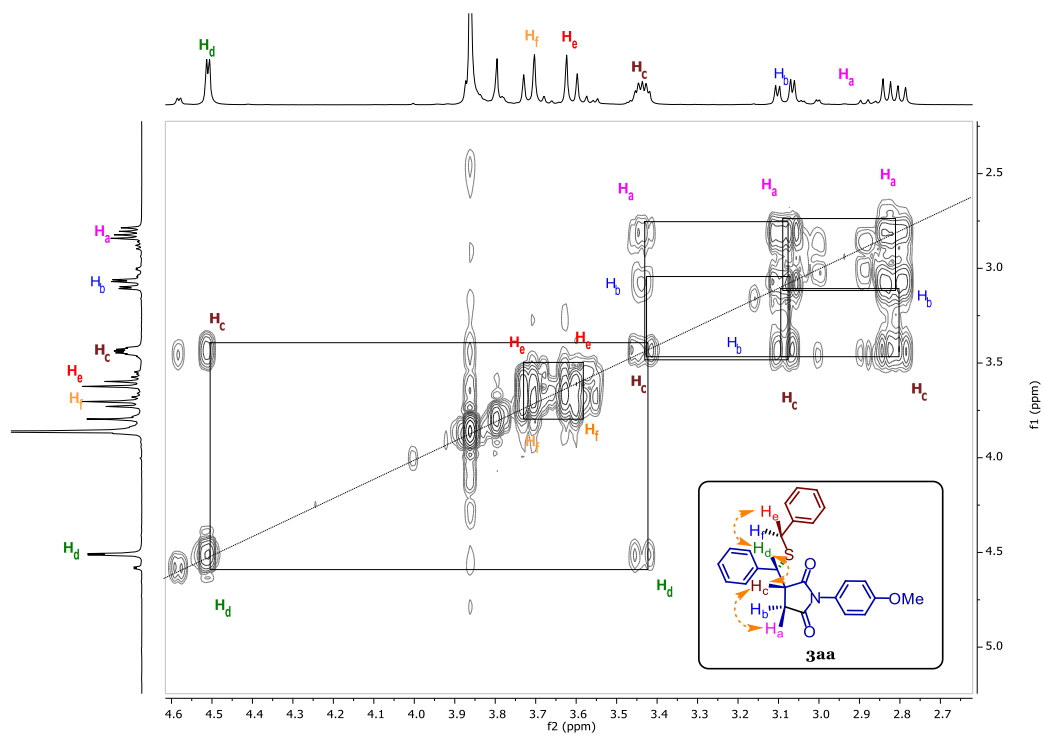 Hd
Hf
He
Hc
Hb
Ha
Ha
Ha
Ha
Hb
Hb
Hc
He
He
Hb
Hc
Hc
Hc
Hf
Hf
Hd
Hd
Ha
Hb
Hc
He
Hf
Hd
2.5
3.0
3.5
4.0
4.5
5.0
f1 (ppm)
4.6 4.5 4.4 4.3 4.2 4.1 4.0 3.9 3.8 3.7 3.6 3.5 3.4 3.3 3.2 3.1 3.0 2.9 2.8 2.7
f2 (ppm)
He
Hf
S
Hd
O
Hc
N
OMe
Hb
Ha
O
3aa